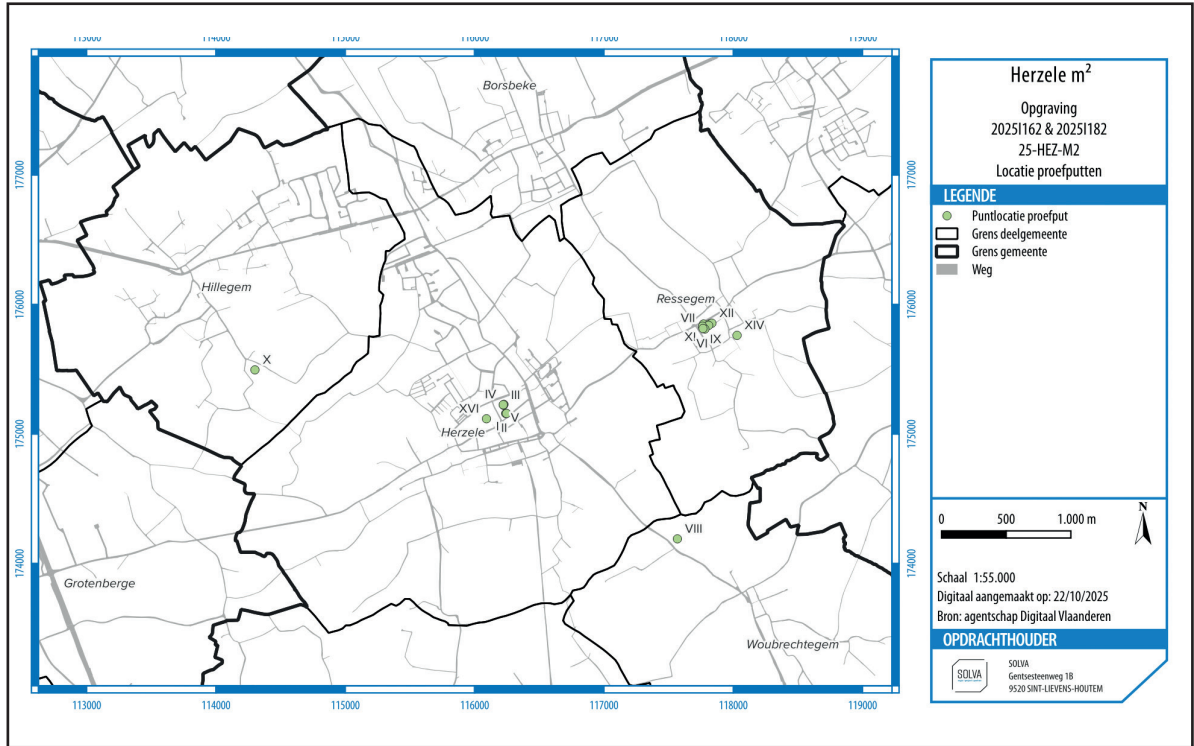 113000 114000 115000 116000 117000 118000 119000
177000
176000
175000
174000
177000
176000
175000
174000
Borsbeke
Hillegem
X
Ressegem
VII
XII
XI
VI
IX
XIV
IV
III
XVI
V
Herzele
I
II
VIII
Grotenberge
Woubrechtegem
113000 114000 115000 116000 117000 118000 119000
Herzele m²
Opgraving
2025I162 & 2025I182
25-HEZ-M2
Locatie proefputten
LEGENDE
Puntlocatie proefput
Grens deelgemeente
Grens gemeente
Weg
0 500 1.000 m
N
Schaal 1:55.000
Digitaal aangemaakt op: 22/10/2025
Bron: agentschap Digitaal Vlaanderen
OPDRACHTHOUDER
SOLVA
SOLVA
Gentsesteenweg 1B
9520 SINT-LIEVENS-HOUTEM